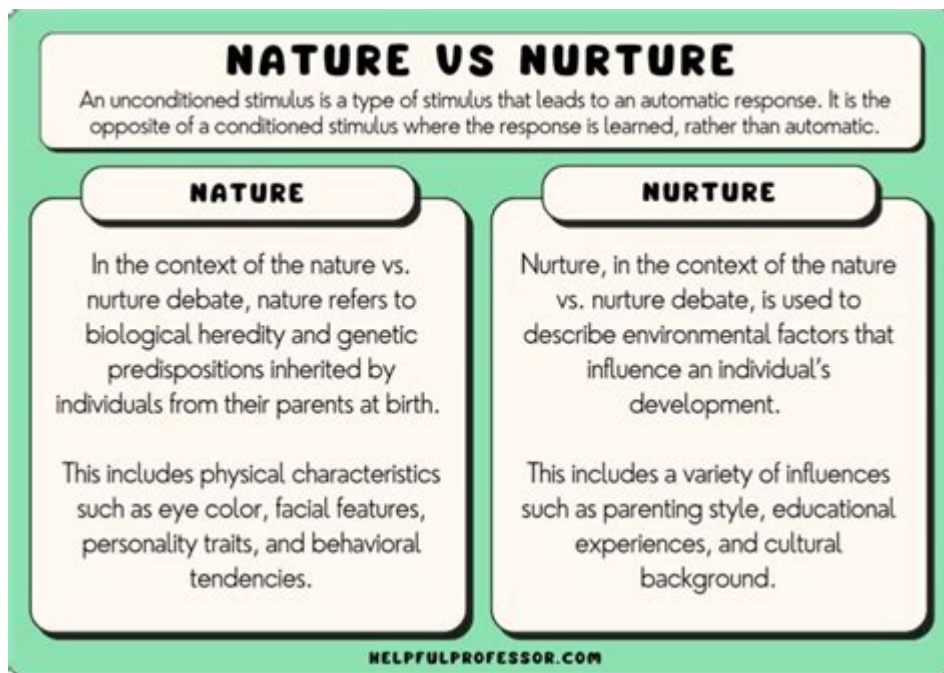 NATURE VS NURTURE
An unconditioned stimulus is a type of stimulus that leads to an automatic response. It is the
opposite of a conditioned stimulus where the response is learned, rather than automatic.
NATURE
In the context of the nature vs.
nurture debate, nature refers to
biological heredity and genetic
predispositions inherited by
individuals from their parents at birth.
This includes physical characteristics
such as eye color, facial features,
personality traits, and behavioral
tendencies.
NURTURE
Nurture, in the context of the nature
vs. nurture debate, is used to
describe environmental factors that
influence an individual's
development.
This includes a variety of influences
such as parenting style, educational
experiences, and cultural
background.
HELPFULPROFESSOR.COM